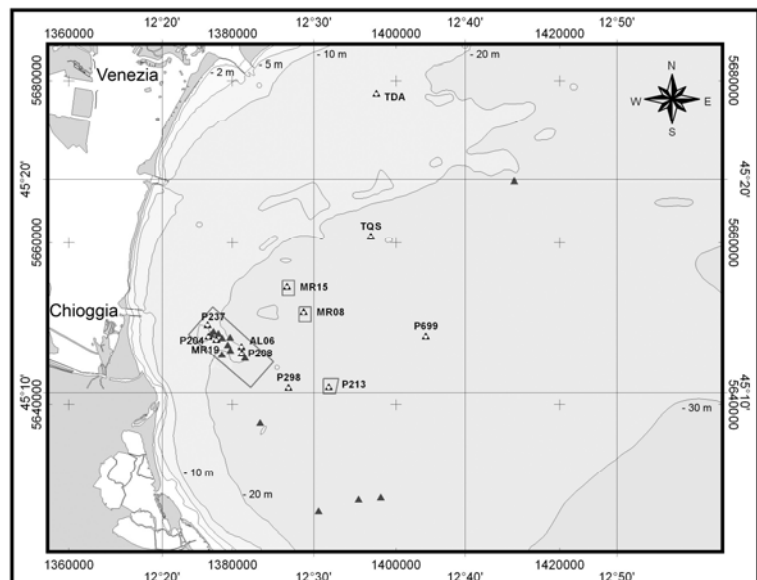 1360000 12°20' 1380000 12°30' 1400000 12°40' 1420000 12°50'
Venezia
- 2 m
- 5 m
- 10 m
- 20 m
5680000
5680000
TDA
N
W E
S
45°20'
45°20'
TQS
5660000
5660000
MR15
MR08
Chioggia
P237
P699
P204
AL06
MR19
P208
P298
P213
45°10'
45°10'
5640000
5640000
- 30 m
- 10 m
- 20 m
1360000 12°20' 1380000 12°30' 1400000 12°40' 1420000 12°50'